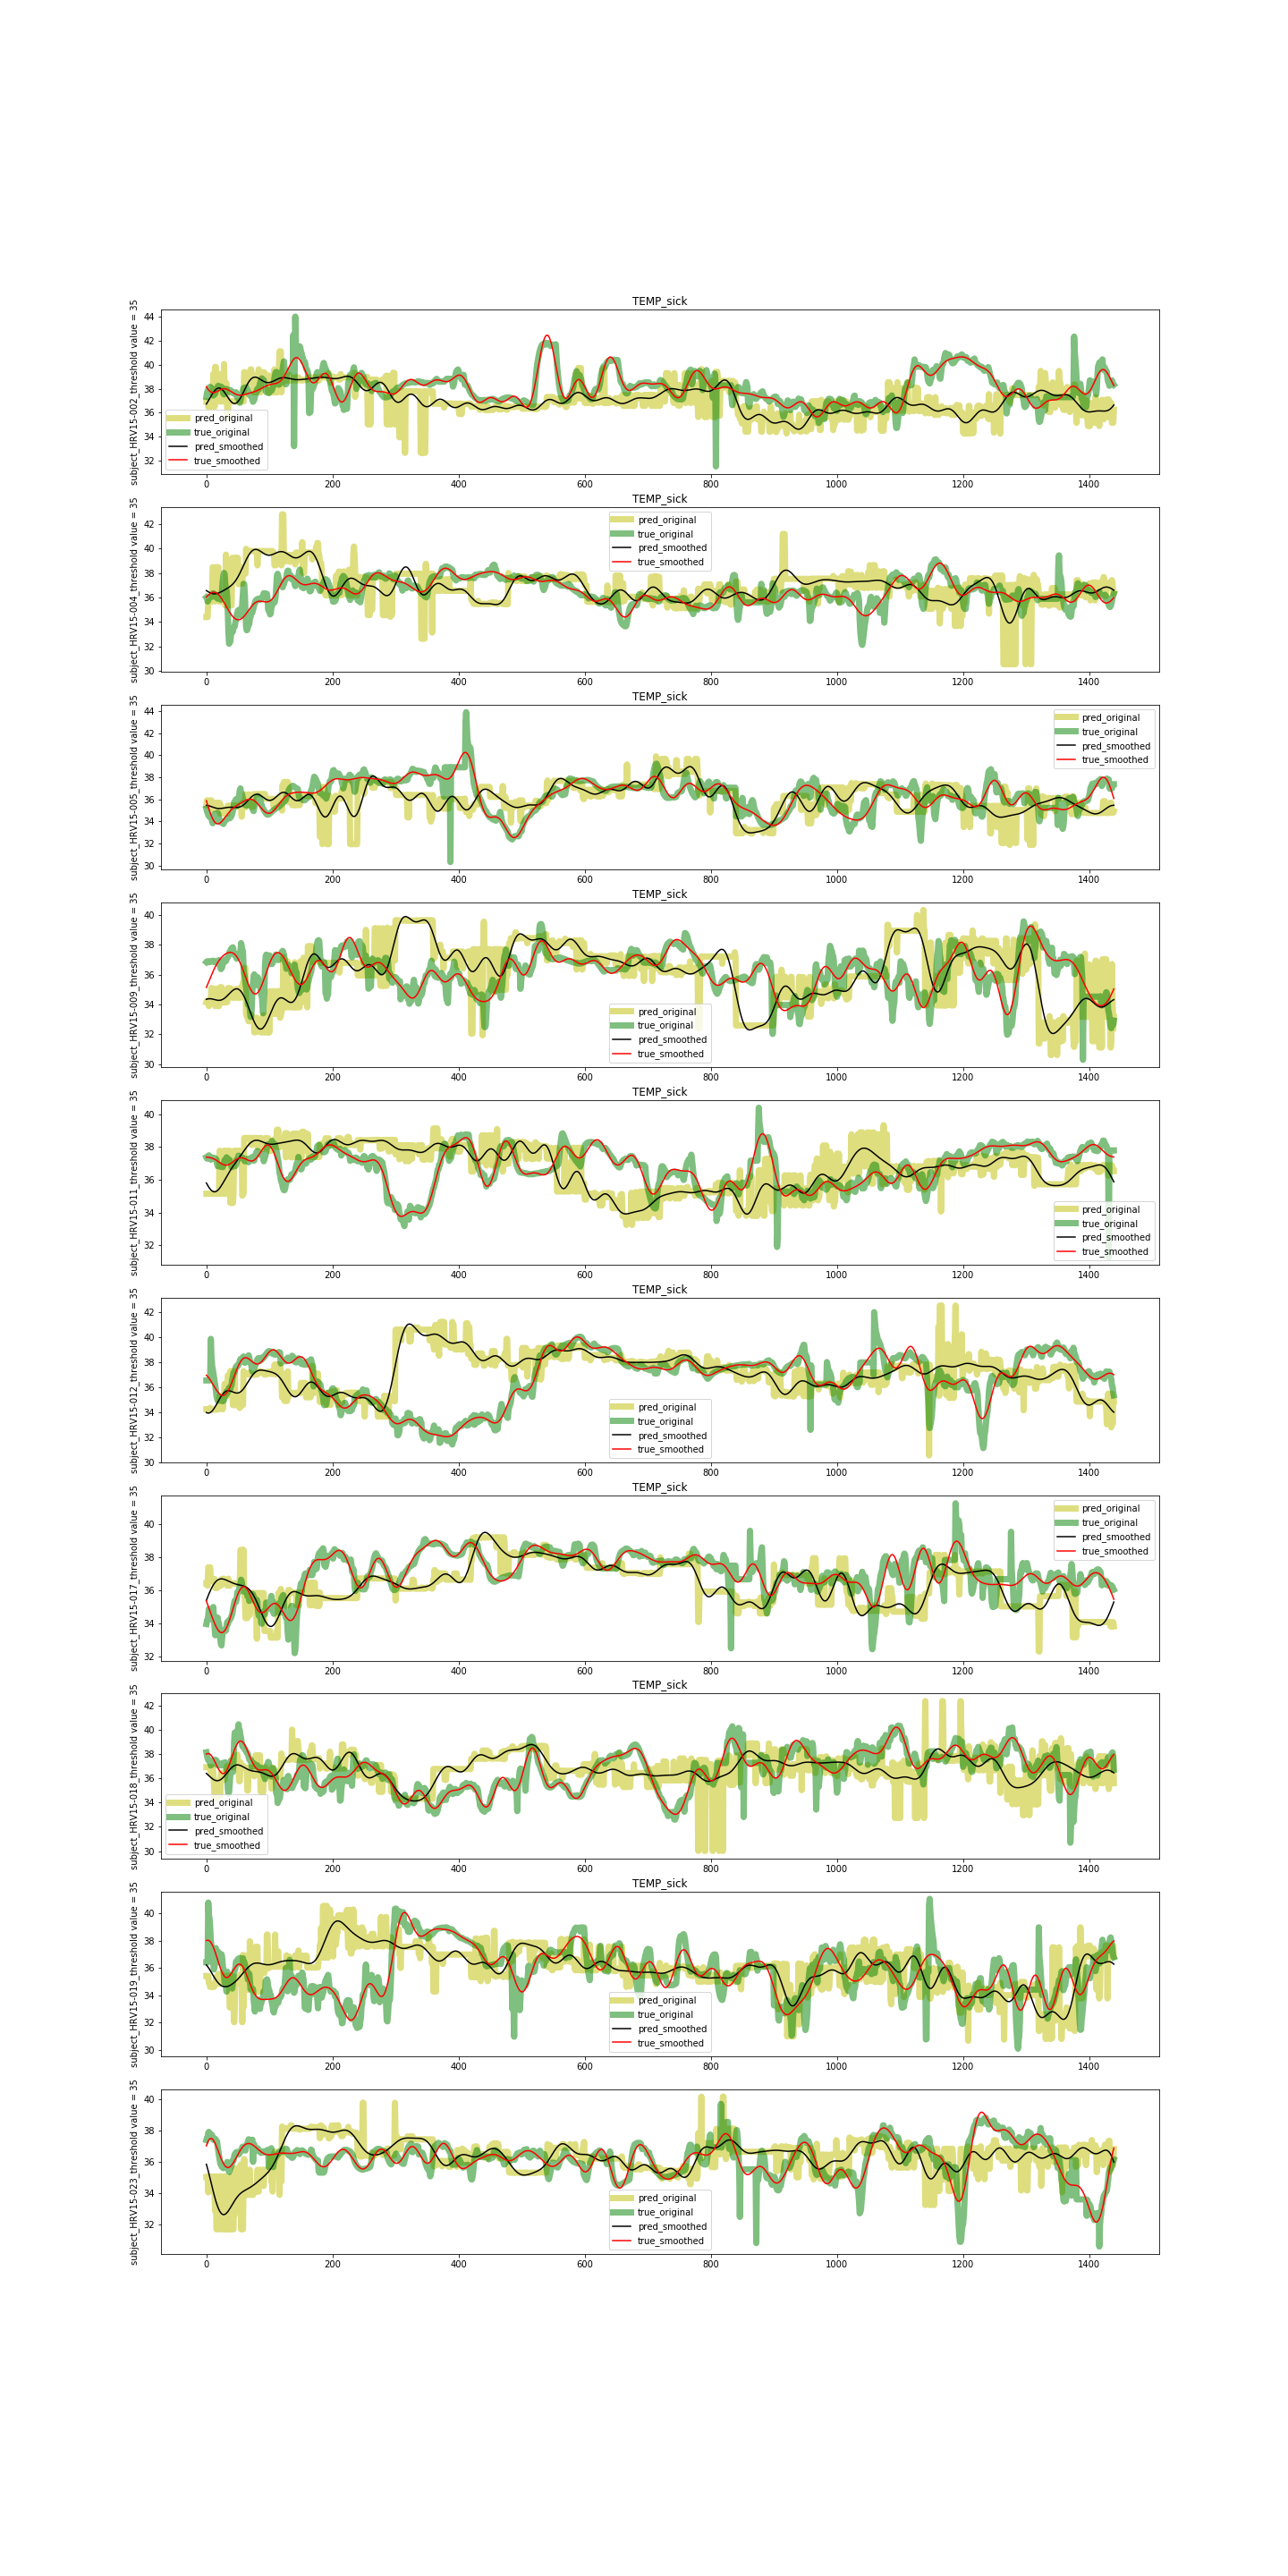 TEMP_sick
subject_HRV15-002_threshold value = 35
44
42
40
38
36
34
32
pred_original
true_original
pred_smoothed
true_smoothed
0 200 400 600 800 1000 1200 1400
TEMP_sick
subject_HRV15-004_threshold value = 35
42
40
38
36
34
32
30
pred_original
true_original
pred_smoothed
true_smoothed
0 200 400 600 800 1000 1200 1400
TEMP_sick
subject_HRV15-005_threshold value = 35
44
42
40
38
36
34
32
30
pred_original
true_original
pred_smoothed
true_smoothed
0 200 400 600 800 1000 1200 1400
TEMP_sick
subject_HRV15-009_threshold value = 35
40
38
36
34
32
30
pred_original
true_original
pred_smoothed
true_smoothed
0 200 400 600 800 1000 1200 1400
TEMP_sick
subject_HRV15-011_threshold value = 35
40
38
36
34
32
pred_original
true_original
pred_smoothed
true_smoothed
0 200 400 600 800 1000 1200 1400
TEMP_sick
subject_HRV15-012_threshold value = 35
42
40
38
36
34
32
30
pred_original
true_original
pred_smoothed
true_smoothed
0 200 400 600 800 1000 1200 1400
TEMP_sick
subject_HRV15-017_threshold value = 35
40
38
36
34
32
pred_original
true_original
pred_smoothed
true_smoothed
0 200 400 600 800 1000 1200 1400
TEMP_sick
subject_HRV15-018_threshold value = 35
42
40
38
36
34
32
30
pred_original
true_original
pred_smoothed
true_smoothed
0 200 400 600 800 1000 1200 1400
TEMP_sick
subject_HRV15-019_threshold value = 35
40
38
36
34
32
30
pred_original
true_original
pred_smoothed
true_smoothed
0 200 400 600 800 1000 1200 1400
TEMP_sick
subject_HRV15-023_threshold value = 35
40
38
36
34
32
pred_original
true_original
pred_smoothed
true_smoothed
0 200 400 600 800 1000 1200 1400